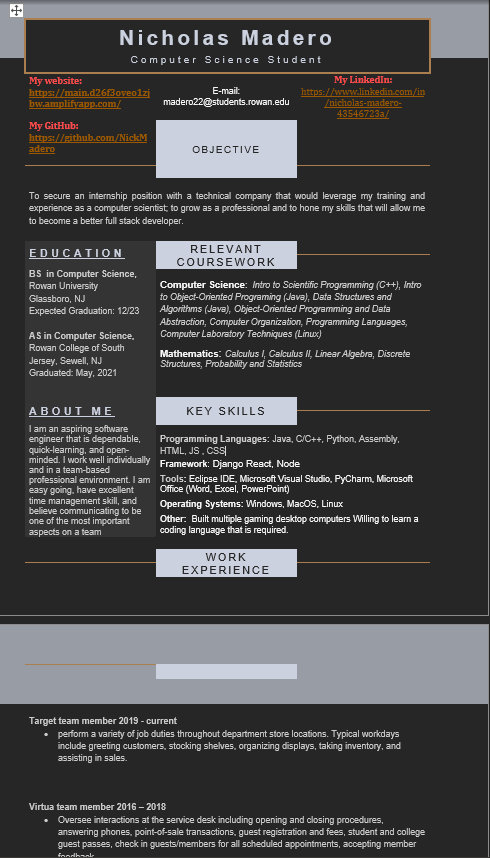 Nicholas Madero
Computer Science Student
My website:
https://main.d26f3oveo1zj
bw.amplifyapp.com/
My GitHub:
https://github.com/NickM
adero
E-mail:
madero22@students.rowan.edu
My LinkedIn:
https://www.linkedin.com/in
/nicholas-madero-
43546723a/
OBJECTIVE
To secure an internship position with a technical company that would leverage my training and
experience as a computer scientist; to grow as a professional and to hone my skills that will allow me
to become a better full stack developer.
EDUCATION
BS in Computer Science,
Rowan University
Glassboro, NJ
Expected Graduation: 12/23
AS in Computer Science,
Rowan College of South
Jersey, Sewell, NJ
Graduated: May, 2021
RELEVANT
COURSEWORK
Computer Science: Intro to Scientific Programming (C++), Intro
to Object-Oriented Programing (Java), Data Structures and
Algorithms (Java), Object-Oriented Programming and Data
Abstraction, Computer Organization, Programming Languages,
Computer Laboratory Techniques (Linux)
Mathematics: Calculus I, Calculus II, Linear Algebra, Discrete
Structures, Probability and Statistics
ABOUT ME
I am an aspiring software
engineer that is dependable,
quick-learning, and open-
minded. I work well individually
and in a team-based
professional environment. I am
easy going, have excellent
time management skill, and
believe communicating to be
one of the most important
aspects on a team
KEY SKILLS
Programming Languages: Java, C/C++, Python, Assembly,
HTML, JS , CSS
Framework: Django React, Node
Tools: Eclipse IDE, Microsoft Visual Studio, PyCharm, Microsoft
Office (Word, Excel, PowerPoint)
Operating Systems: Windows, MacOS, Linux
Other: Built multiple gaming desktop computers Willing to learn a
coding language that is required.
WORK
EXPERIENCE
Target team member 2019 - current
• perform a variety of job duties throughout department store locations. Typical workdays
include greeting customers, stocking shelves, organizing displays, taking inventory, and
assisting in sales.
Virtua team member 2016 – 2018
• Oversee interactions at the service desk including opening and closing procedures,
answering phones, point-of-sale transactions, guest registration and fees, student and college
guest passes, check in guests/members for all scheduled appointments, accepting member
feedback